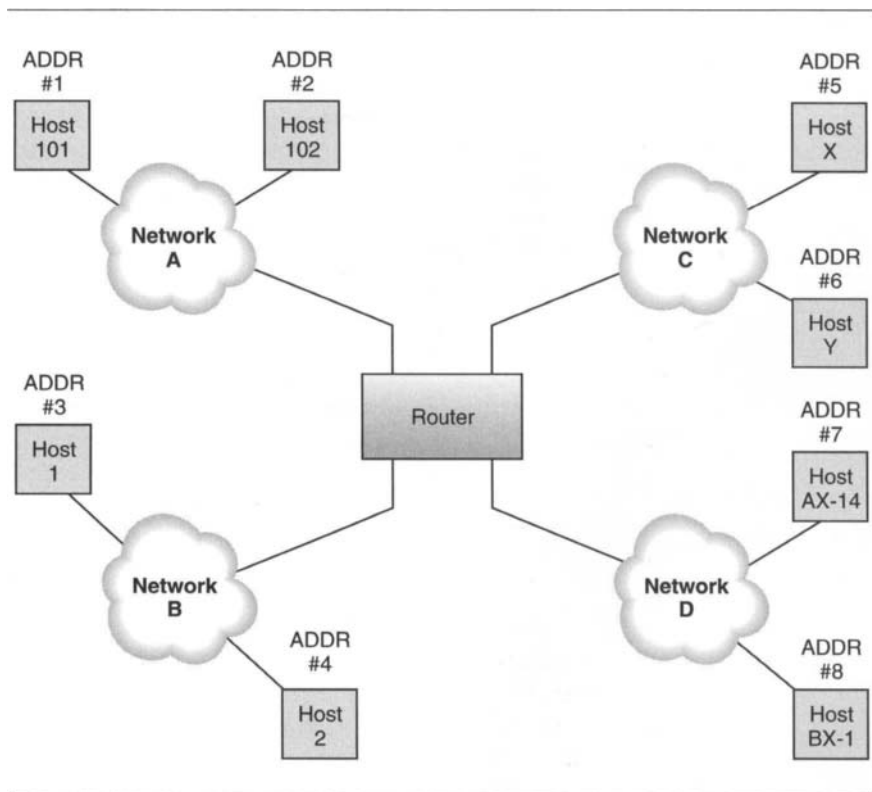 ADDR
#1
Host
101
ADDR
#2
Host
102
Network
A
ADDR
#5
Host
X
Network
C
ADDR
#6
Host
Y
Router
ADDR
#3
Host
1
Network
B
ADDR
#4
Host
2
ADDR
#7
Host
AX-14
Network
D
ADDR
#8
Host
BX-1